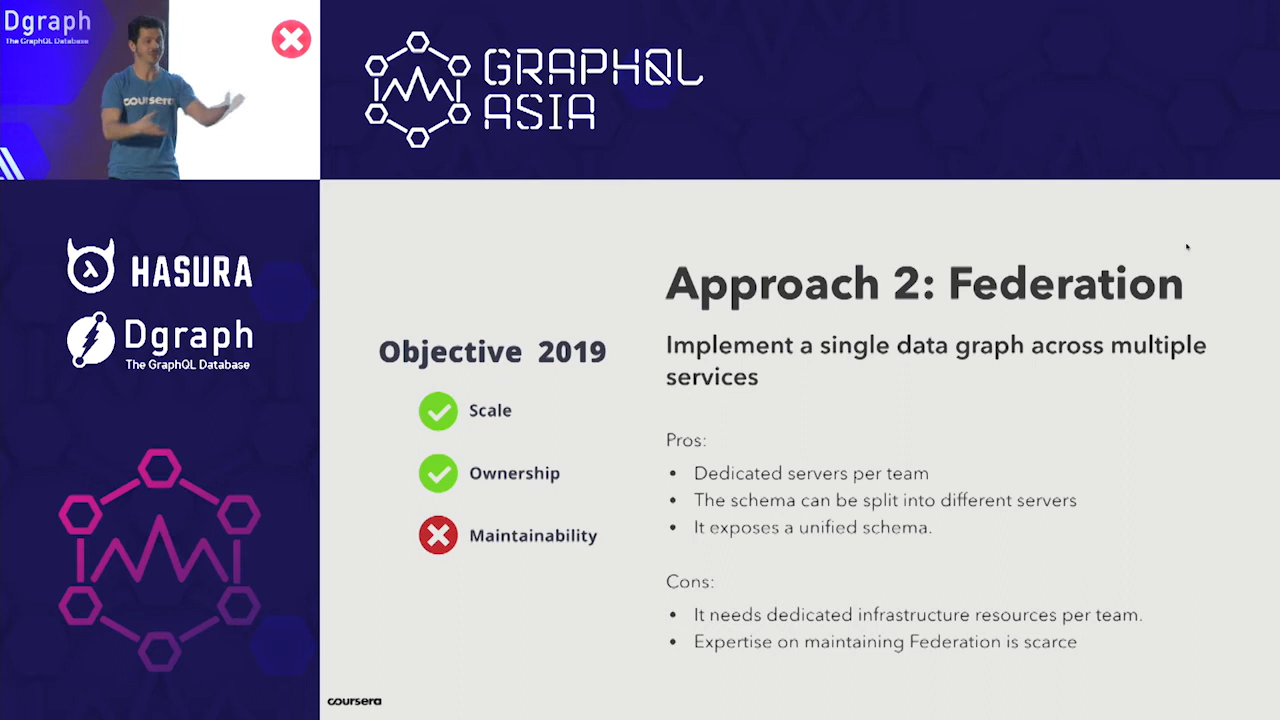 Dgraph
The GraphQL Database
coursera
GRAPHQL
ASIA
HASURA
Dgraph
The GraphQL Database
Objective 2019
Scale
Ownership
Maintainability
Approach 2: Federation
Implement a single data graph across multiple
services
Pros:
• Dedicated servers per team
• The schema can be split into different servers
• It exposes a unified schema.
Cons:
• It needs dedicated infrastructure resources per team.
• Expertise on maintaining Federation is scarce
coursera